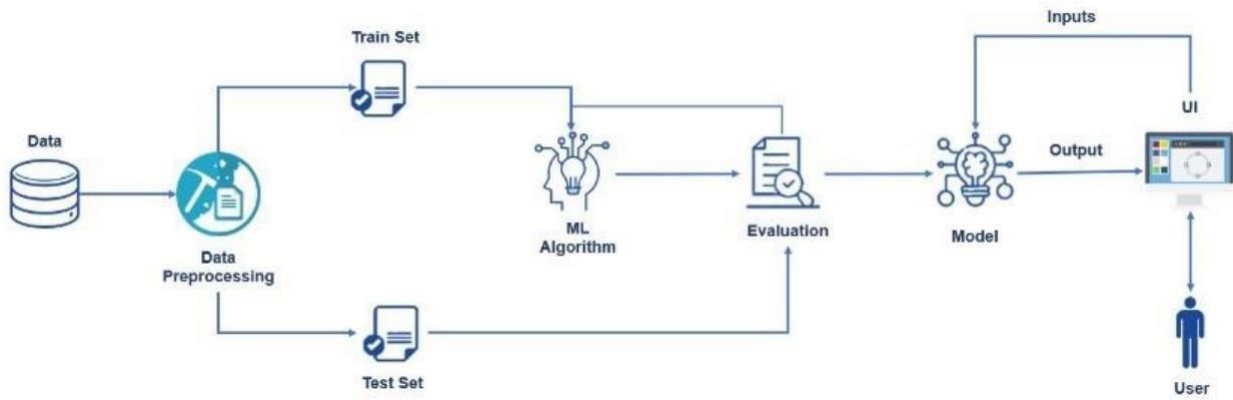 Data
Data
Preprocessing
Train Set
Test Set
ML
Algorithm
Evaluation
Model
Inputs
Output
UI
User